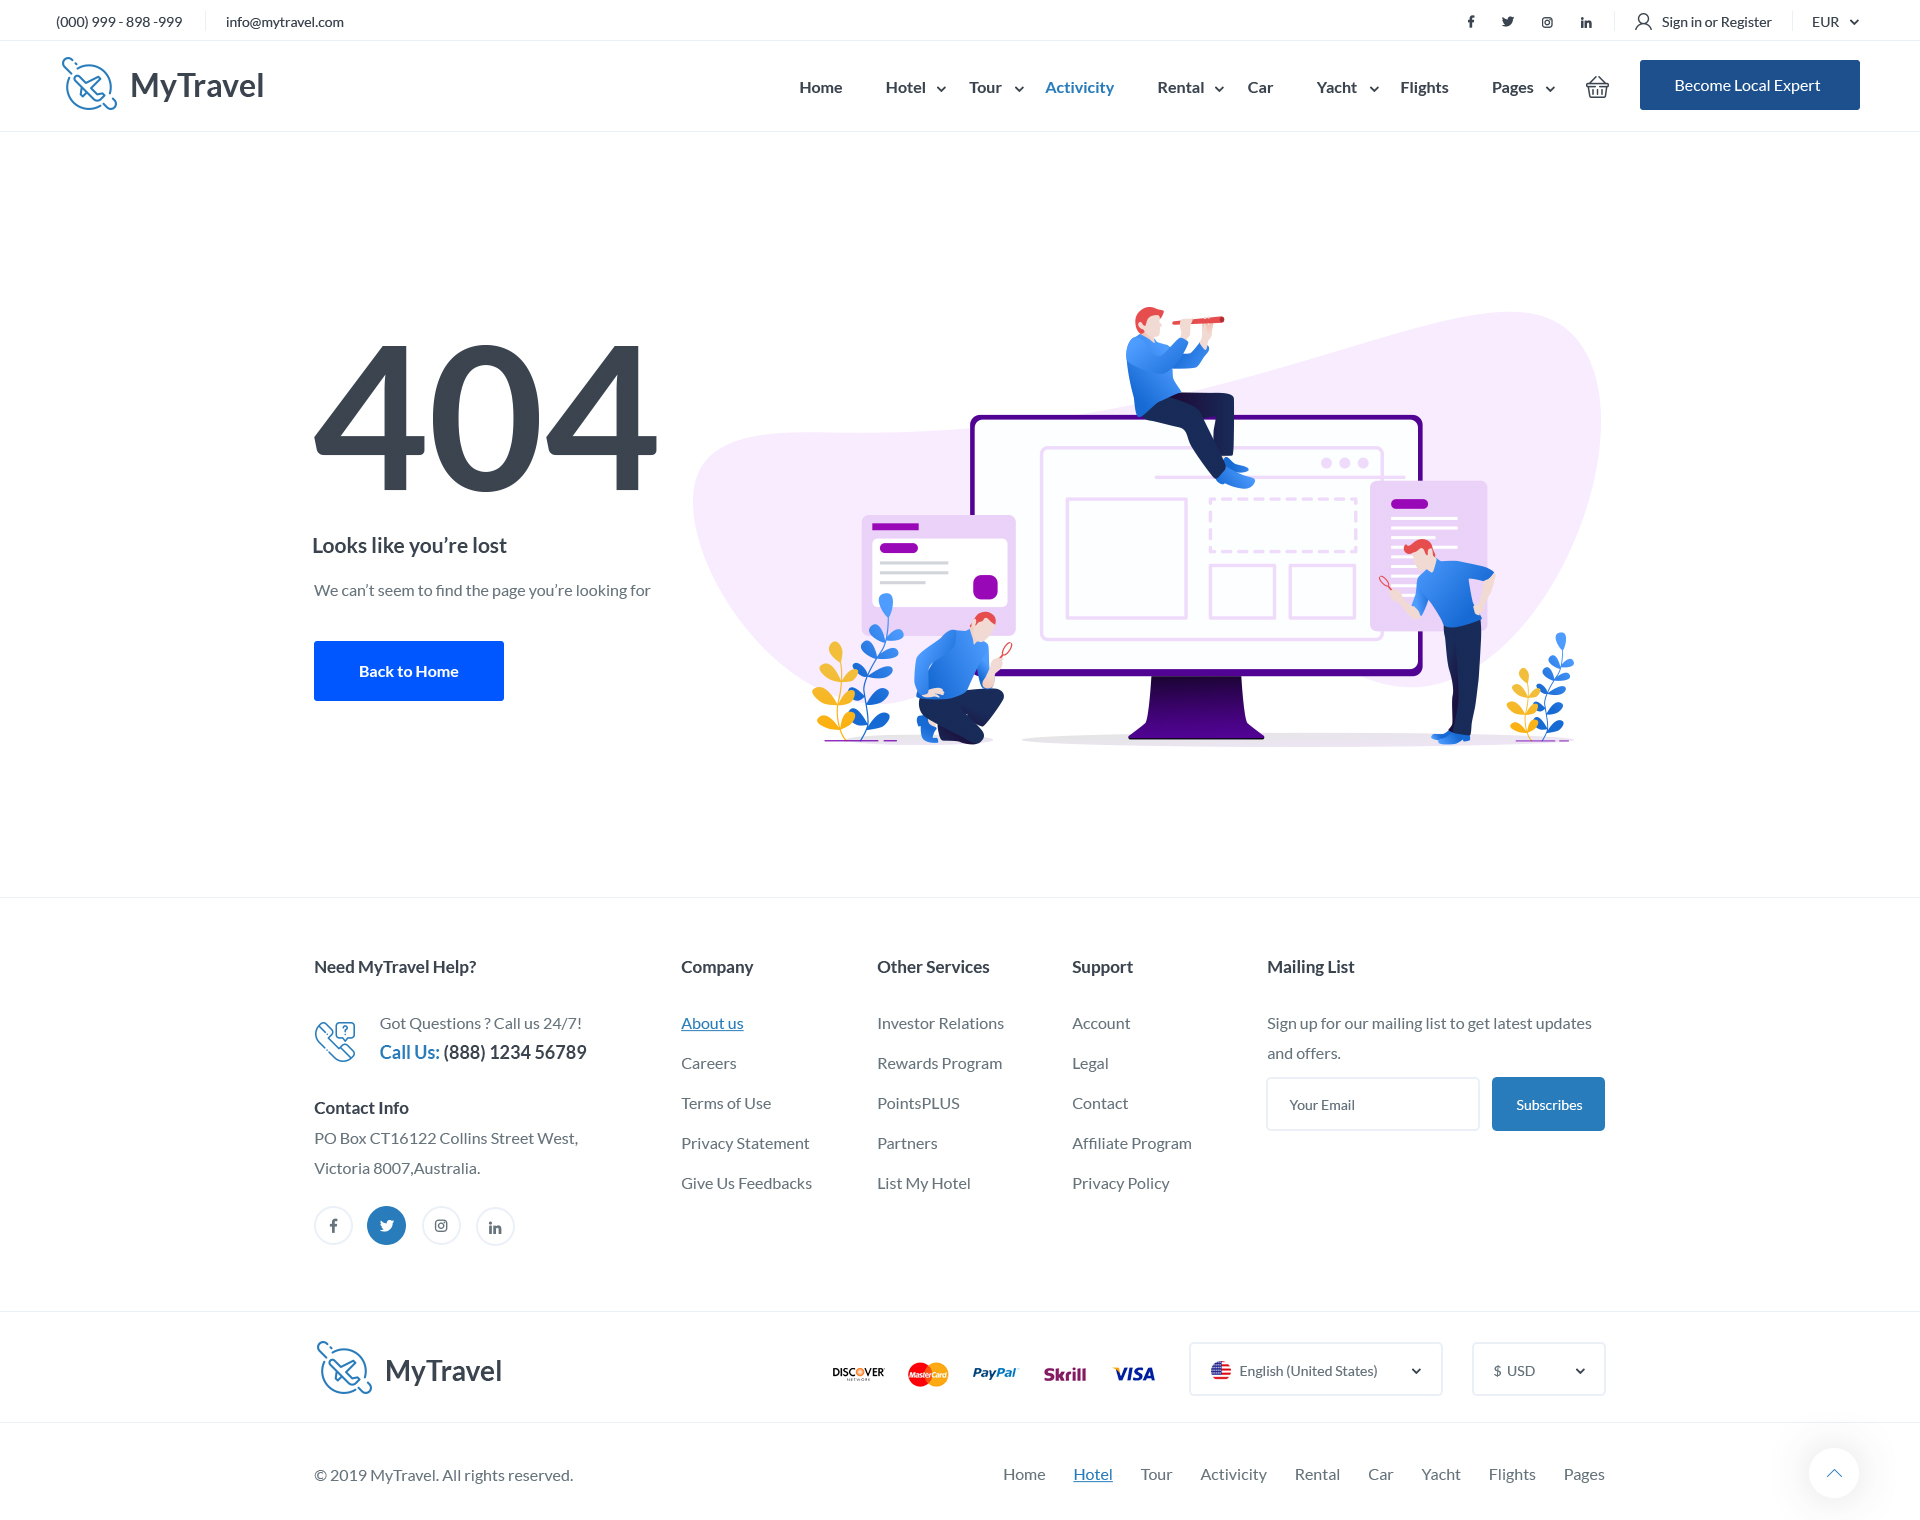 (000) 999 - 898 -999
info@mytravel.com
Sign in or Register
EUR
MyTravel
Home
Hotel
Tour
Activicity
Rental
Car
Yacht
Flights
Pages
Become Local Expert
404
Looks like you’re lost
We can’t seem to find the page you’re looking for
Back to Home
Need MyTravel Help?
Got Questions ? Call us 24/7!
Call Us: (888) 1234 56789
Contact Info
PO Box CT16122 Collins Street West,
Victoria 8007,Australia.
Company
About us
Careers
Terms of Use
Privacy Statement
Give Us Feedbacks
Other Services
Investor Relations
Rewards Program
PointsPLUS
Partners
List My Hotel
Support
Account
Legal
Contact
Affiliate Program
Privacy Policy
Mailing List
Sign up for our mailing list to get latest updates
and offers.
Your Email
Subscribes
MyTravel
DISCOVER
NETWORK
MasterCard
PayPal
Skrill
VISA
English (United States)
$ USD
© 2019 MyTravel. All rights reserved.
Home
Hotel
Tour
Activicity
Rental
Car
Yacht
Flights
Pages